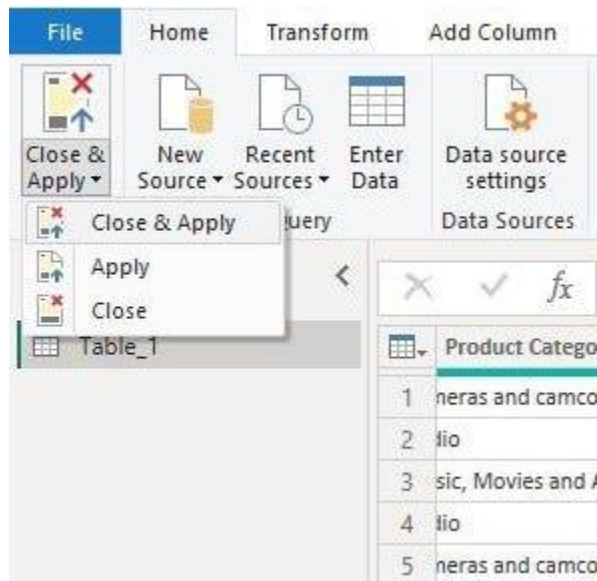 File Home Transform Add Column
Close & New Recent Enter Data source
Apply Source Sources Data settings
Close & Apply uery Data Sources
Apply
fx
Close
Table_1 Product Catego
1 neras and camco
2 dio
3 sic, Movies and A
4 dio
5 neras and camco